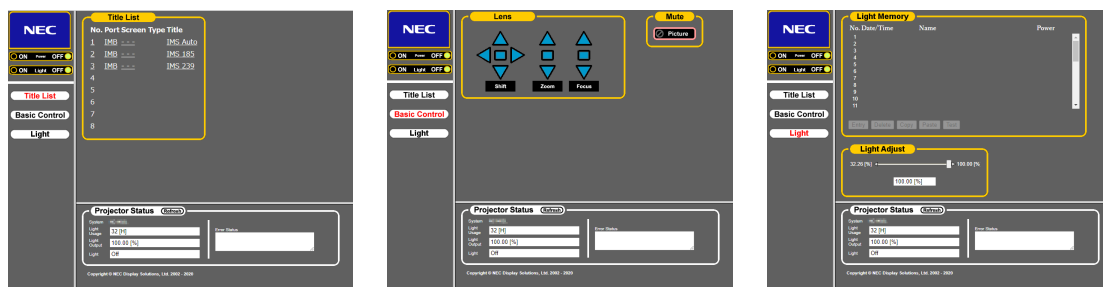 Title List
NEC
No. Port Screen Type Title
1 IMB - - - IMS Auto
2 IMB - - - IMS 185
3 IMB - - - IMS 239
4
5
6
7
8
ON Power OFF
ON Light OFF
Title List
Basic Control
Light
Projector Status (Refresh)
System
Light Usage 32 [H]
Error Status
Light Output 100.00 [%]
Light Off
Copyright © NEC Display Solutions, Ltd. 2002 - 2020
Lens
Mute
NEC
Picture
ON Power OFF
ON Light OFF
Shift Zoom Focus
Title List
Basic Control
Light
Projector Status (Refresh)
System
Light Usage 32 [H]
Error Status
Light Output 100.00 [%]
Light Off
Copyright © NEC Display Solutions, Ltd. 2002 - 2020
Light Memory
NEC
No. Date/Time Name Power
1
2
3
4
5
6
7
8
9
10
11
ON Power OFF
ON Light OFF
Title List
Basic Control
Light
Light Adjust
32.26 [%] 100.00 [%
100.00 [%]
Projector Status (Refresh)
System
Light Usage 32 [H]
Error Status
Light Output 100.00 [%]
Light Off
Copyright © NEC Display Solutions, Ltd. 2002 - 2020